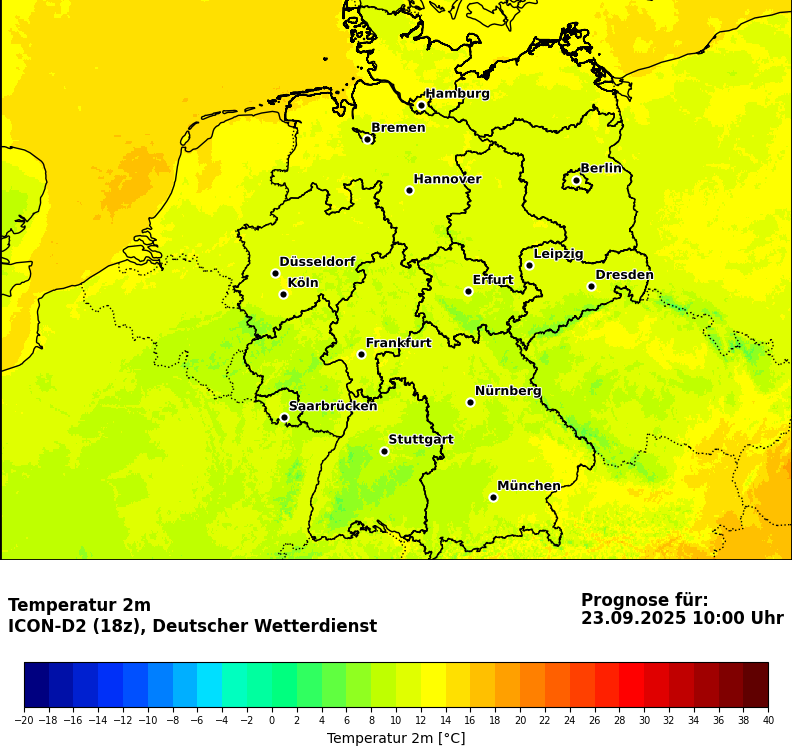 Hamburg
Bremen
Berlin
Hannover
Leipzig
Düsseldorf
Dresden
Köln
Erfurt
Frankfurt
Nürnberg
Saarbrücken
Stuttgart
München
Temperatur 2m
ICON-D2 (18z), Deutscher Wetterdienst
Prognose für:
23.09.2025 10:00 Uhr
−20 −18 −16 −14 −12 −10 −8 −6 −4 −2 0 2 4 6 8 10 12 14 16 18 20 22 24 26 28 30 32 34 36 38 40
Temperatur 2m [°C]